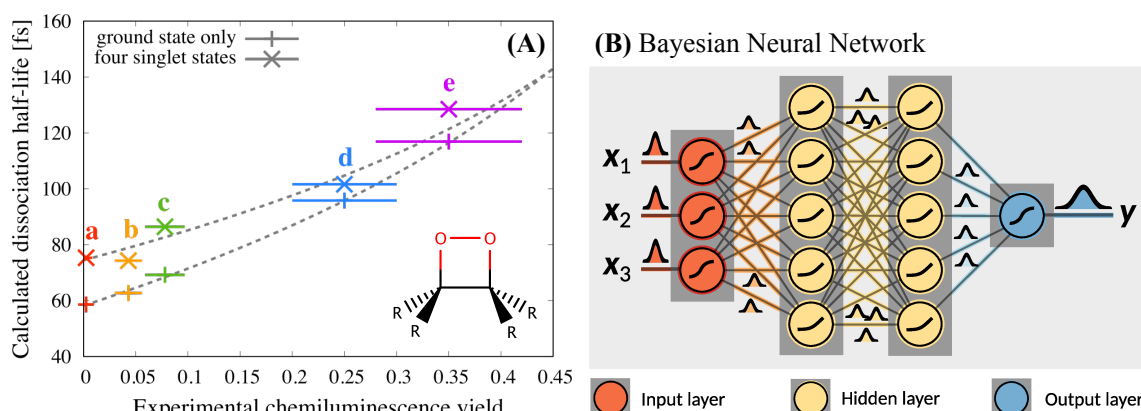 160
140
120
100
80
60
40
Calculated dissociation half-life [fs]
ground state only
four singlet states
(A)
a
b
c
d
e
O O
R R R R
0 0.05 0.1 0.15 0.2 0.25 0.3 0.35 0.4 0.45
Experimental chemiluminescence yield
(B) Bayesian Neural Network
x1
x2
x3
y
Input layer
Hidden layer
Output layer